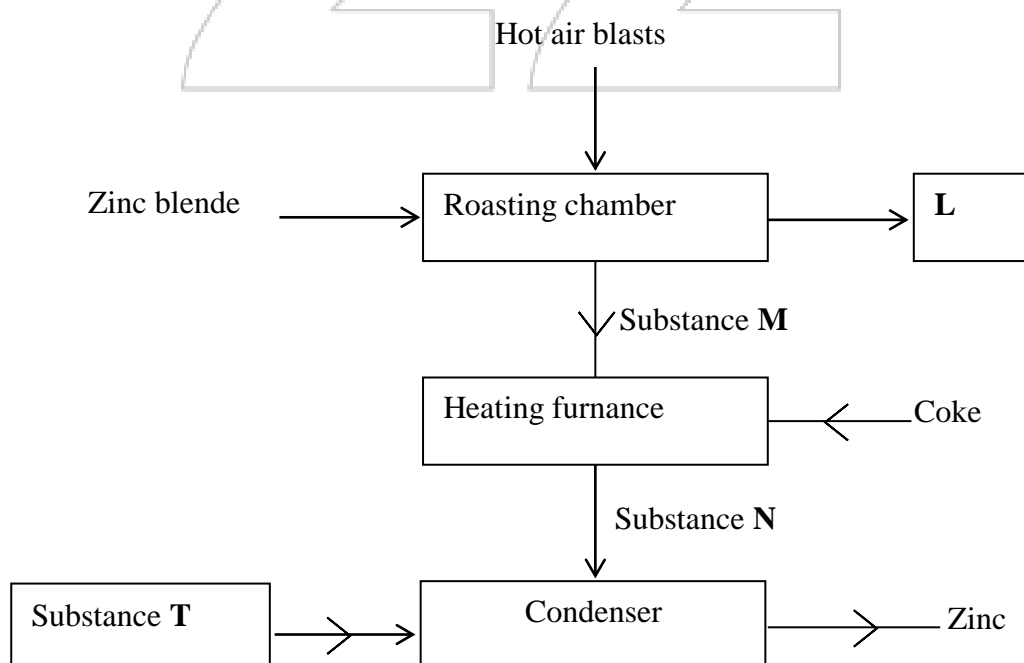 Hot air blasts
Zinc blende
Roasting chamber
L
Substance M
Heating furnance
Coke
Substance N
Substance T
Condenser
Zinc